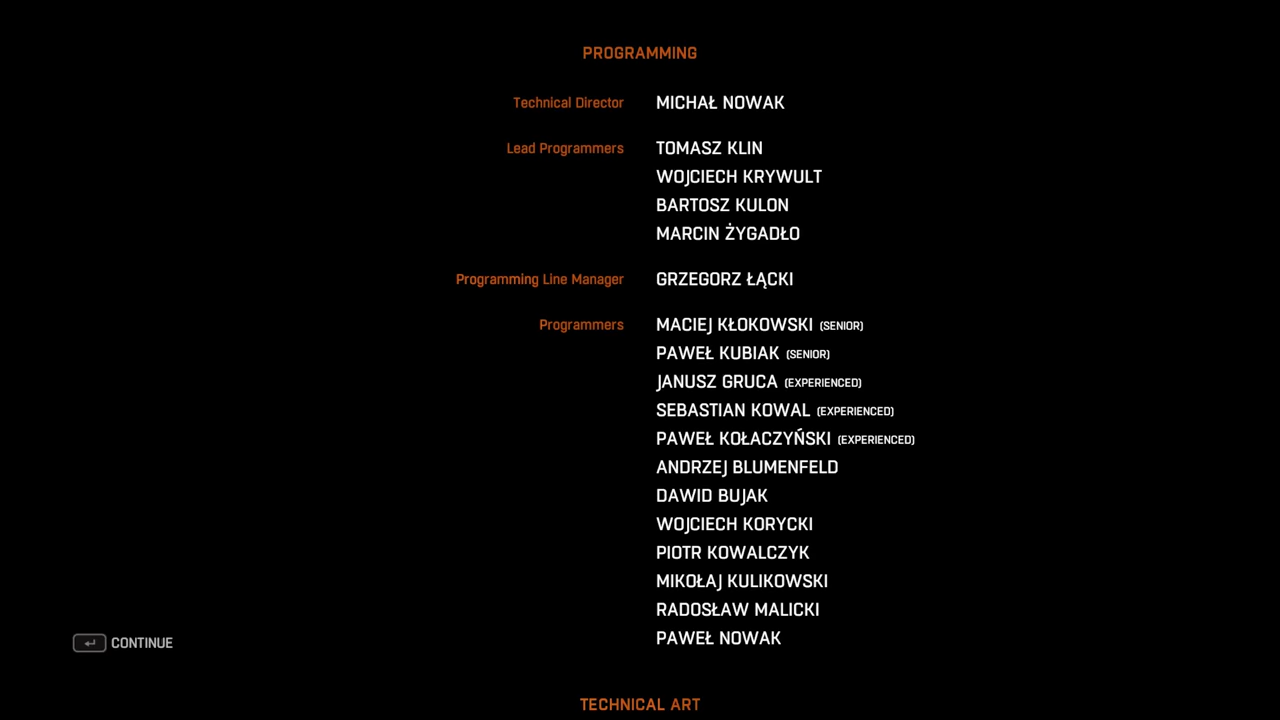 PROGRAMMING
Technical Director MICHAŁ NOWAK
Lead Programmers TOMASZ KLIN
WOJCIECH KRYWULT
BARTOSZ KULON
MARCIN ŻYGADŁO
Programming Line Manager GRZEGORZ ŁĄCKI
Programmers MACIEJ KŁOKOWSKI (SENIOR)
PAWEŁ KUBIAK (SENIOR)
JANUSZ GRUCA (EXPERIENCED)
SEBASTIAN KOWAL (EXPERIENCED)
PAWEŁ KOŁACZYŃSKI (EXPERIENCED)
ANDRZEJ BLUMENFELD
DAWID BUJAK
WOJCIECH KORYCKI
PIOTR KOWALCZYK
MIKOŁAJ KULIKOWSKI
RADOSŁAW MALICKI
PAWEŁ NOWAK
CONTINUE
TECHNICAL ART